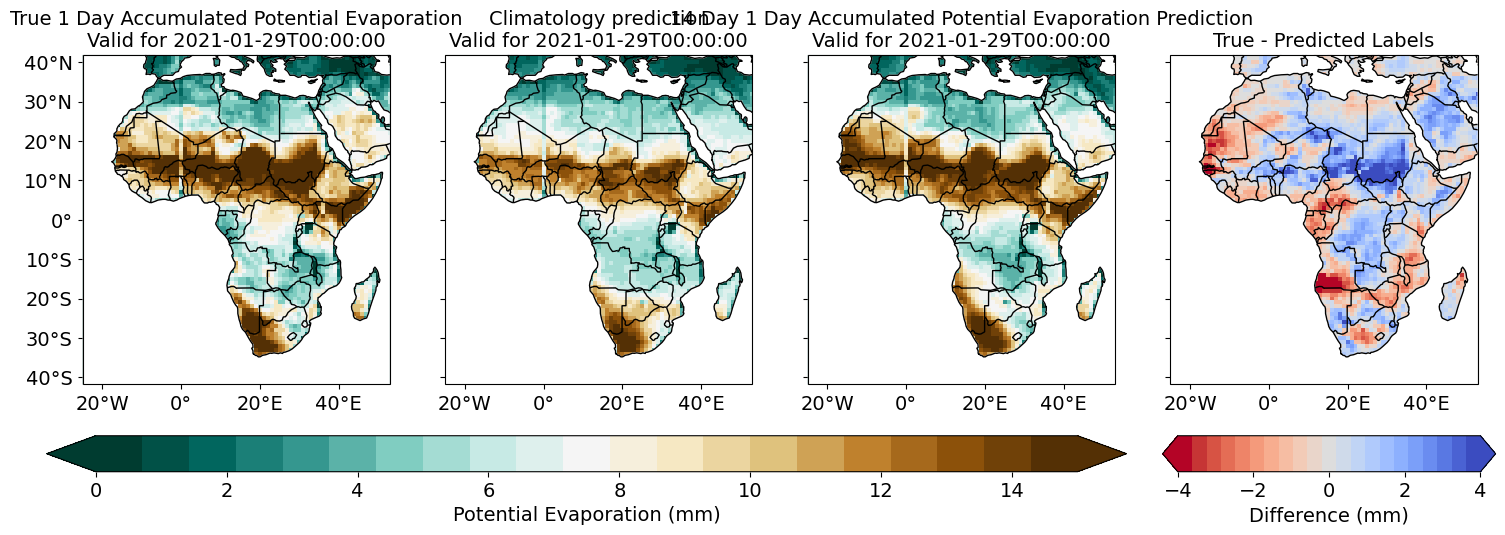 True 1 Day Accumulated Potential Evaporation
Valid for 2021-01-29T00:00:00
Climatology prediction
Valid for 2021-01-29T00:00:00
14 Day 1 Day Accumulated Potential Evaporation Prediction
Valid for 2021-01-29T00:00:00
True - Predicted Labels
40°N
30°N
20°N
10°N
0°
10°S
20°S
30°S
40°S
20°W 0° 20°E 40°E
20°W 0° 20°E 40°E
20°W 0° 20°E 40°E
20°W 0° 20°E 40°E
0 2 4 6 8 10 12 14
Potential Evaporation (mm)
−4 −2 0 2 4
Difference (mm)